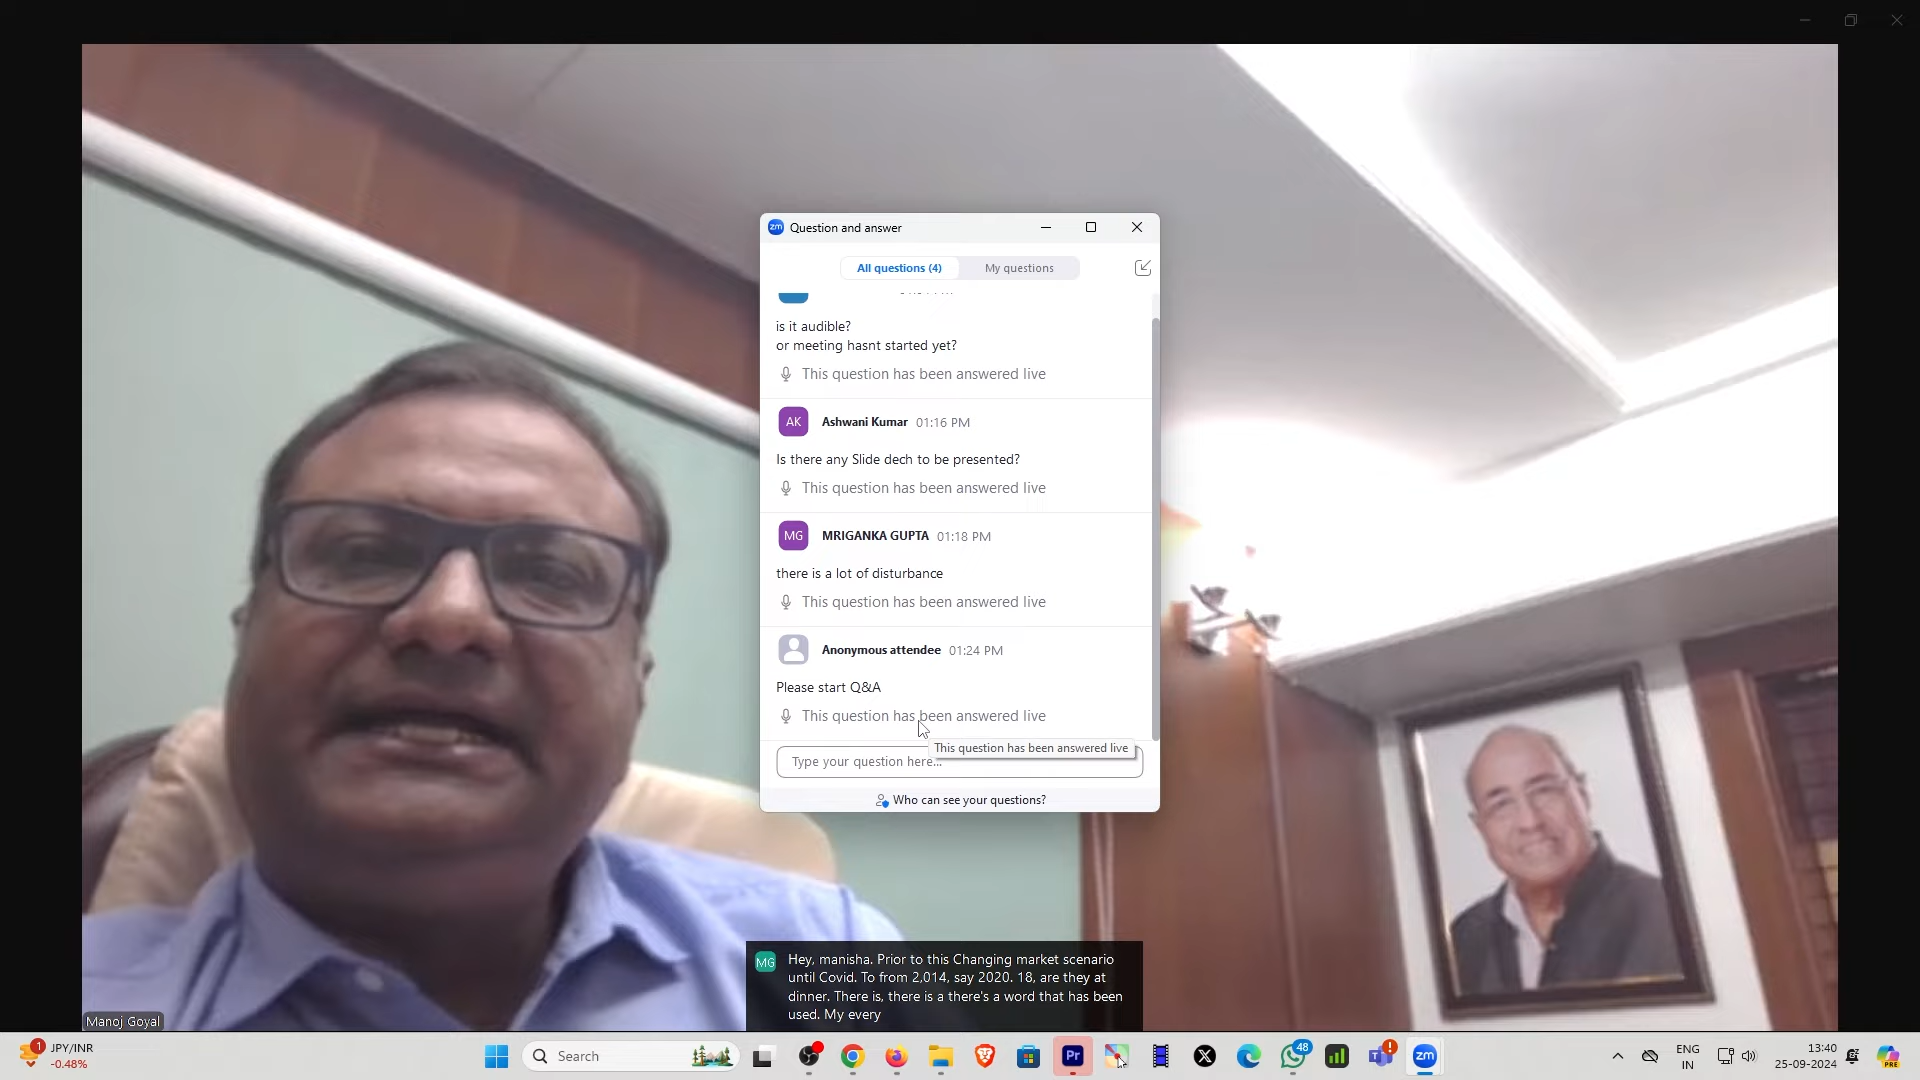 zm Question and answer
All questions (4) My questions
is it audible?
or meeting hasnt started yet?
This question has been answered live
AK Ashwani Kumar 01:16 PM
Is there any Slide dech to be presented?
This question has been answered live
MG MRIGANKA GUPTA 01:18 PM
there is a lot of disturbance
This question has been answered live
Anonymous attendee 01:24 PM
Please start Q&A
This question has been answered live
This question has been answered live
Type your question here...
Who can see your questions?
MG Hey, manisha. Prior to this Changing market scenario
until Covid. To from 2,014, say 2020. 18, are they at
dinner. There is, there is a there's a word that has been
used. My every
Manoj Goyal
1 JPY/INR
-0.48%
Search
Pr
X
48
zm
ENG
IN
13:40
25-09-2024
PRE